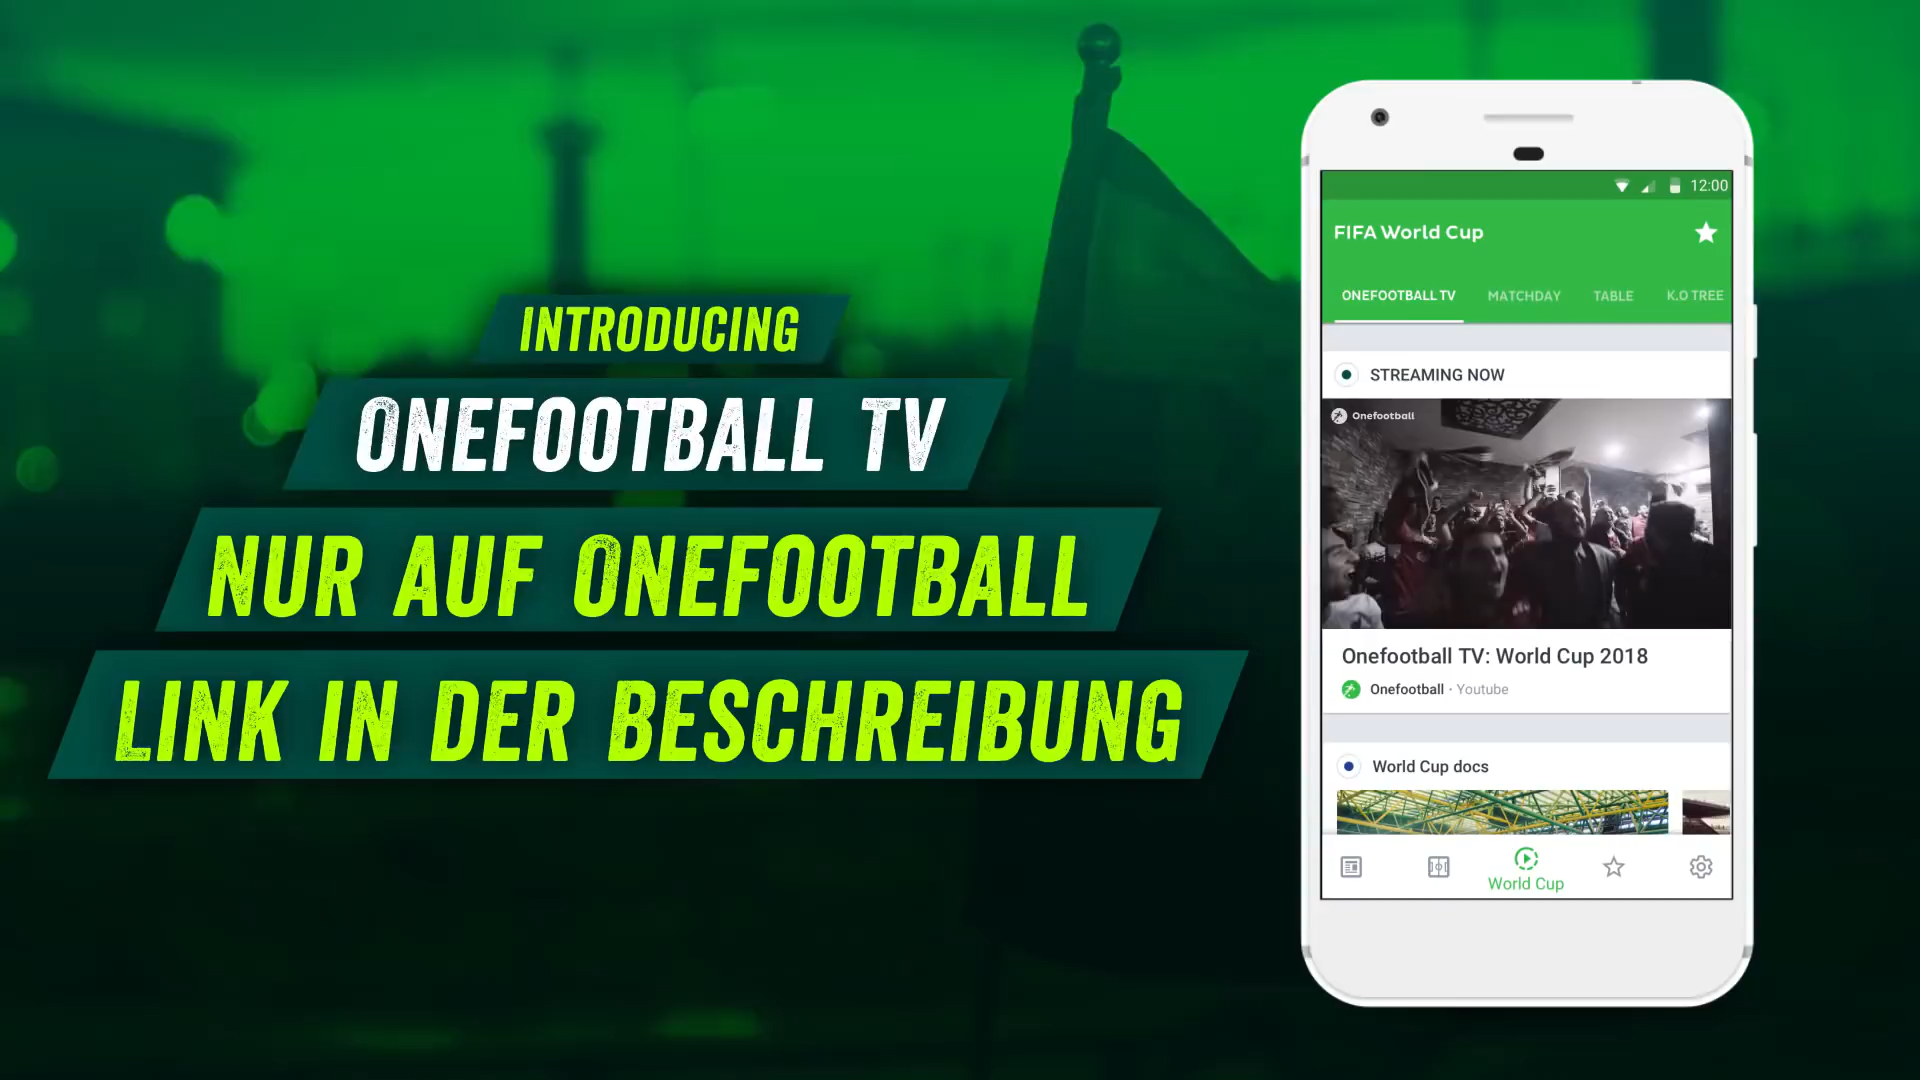 INTRODUCING
ONEFOOTBALL TV
NUR AUF ONEFOOTBALL
LINK IN DER BESCHREIBUNG
12:00
FIFA World Cup
ONEFOOTBALL TV MATCHDAY TABLE K.O TREE
STREAMING NOW
Onefootball
Onefootball TV: World Cup 2018
Onefootball · Youtube
World Cup docs
World Cup